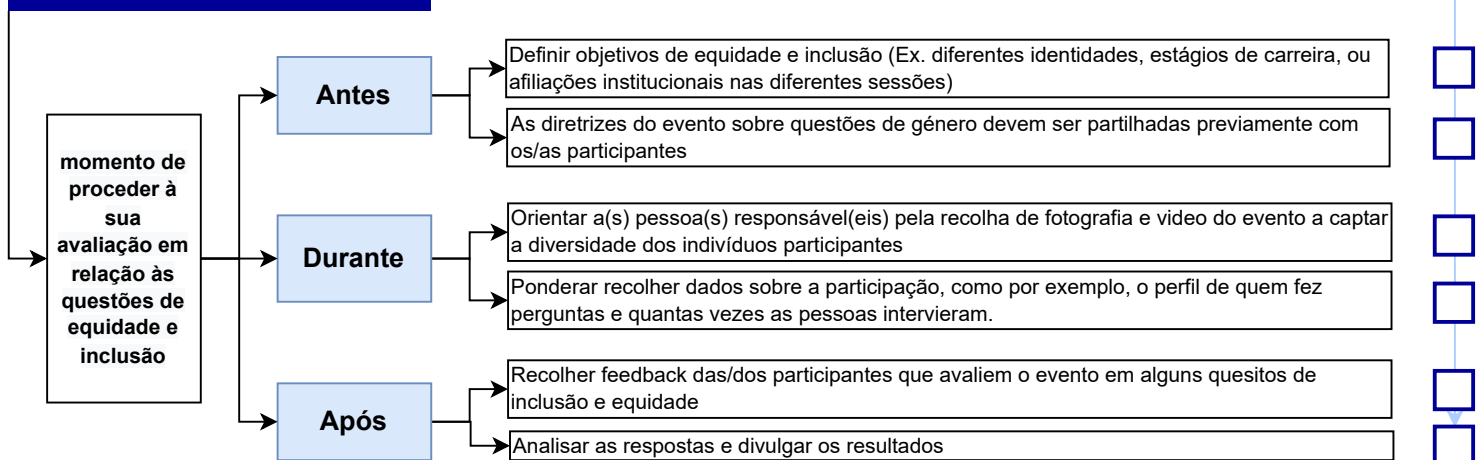 momento de
proceder à
sua
avaliação em
relação às
questões de
equidade e
inclusão
Antes
Definir objetivos de equidade e inclusão (Ex. diferentes identidades, estágios de carreira, ou
afiliações institucionais nas diferentes sessões)
As diretrizes do evento sobre questões de género devem ser partilhadas previamente com
os/as participantes
Durante
Orientar a(s) pessoa(s) responsável(eis) pela recolha de fotografia e video do evento a captar
a diversidade dos indivíduos participantes
Ponderar recolher dados sobre a participação, como por exemplo, o perfil de quem fez
perguntas e quantas vezes as pessoas intervieram.
Após
Recolher feedback das/dos participantes que avaliem o evento em alguns quesitos de
inclusão e equidade
Analisar as respostas e divulgar os resultados